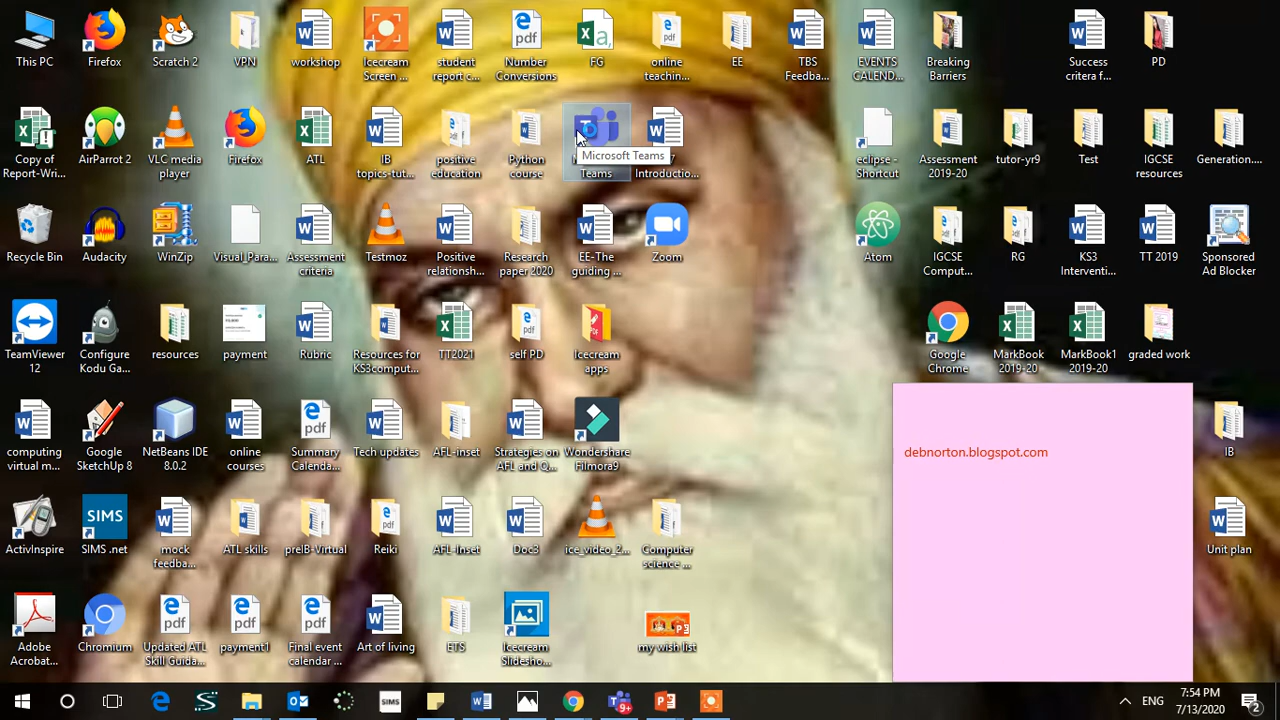 This PC
Firefox
Scratch 2
VPN
workshop
Icecream
Screen ...
student
report c...
Number
Conversions
FG
online
teachin...
EE
TBS
Feedba...
EVENTS
CALEND...
Breaking
Barriers
Success
critera f...
PD
Copy of
Report-Wri...
AirParrot 2
VLC media
player
Firefox
ATL
IB
topics-tut...
positive
education
Python
course
Microsoft Teams
Teams
Introductio...
eclipse -
Shortcut
Assessment
2019-20
tutor-yr9
Test
IGCSE
resources
Generation....
Recycle Bin
Audacity
WinZip
Visual_Para...
Assessment
criteria
Testmoz
Positive
relationsh...
Research
paper 2020
EE-The
guiding ...
Zoom
Atom
IGCSE
Comput...
RG
KS3
Interventi...
TT 2019
Sponsored
Ad Blocker
TeamViewer
12
Configure
Kodu Ga...
resources
payment
Rubric
Resources for
KS3comput...
TT2021
self PD
Icecream
apps
Google
Chrome
MarkBook
2019-20
MarkBook1
2019-20
graded work
computing
virtual m...
Google
SketchUp 8
NetBeans IDE
8.0.2
online
courses
Summary
Calenda...
Tech updates
AFL-inset
Strategies on
AFL and Q...
Wondershare
Filmora9
debnorton.blogspot.com
IB
ActivInspire
SIMS
SIMS .net
mock
feedba...
ATL skills
preIB-Virtual
Reiki
AFL-Inset
Doc3
ice_video_2...
Computer
science ...
Unit plan
Adobe
Acrobat...
Chromium
Updated ATL
Skill Guida...
payment1
Final event
calendar ...
Art of living
ETS
Icecream
Slidesho...
my wish list
SIMS
9+
ENG
7:54 PM
7/13/2020
2